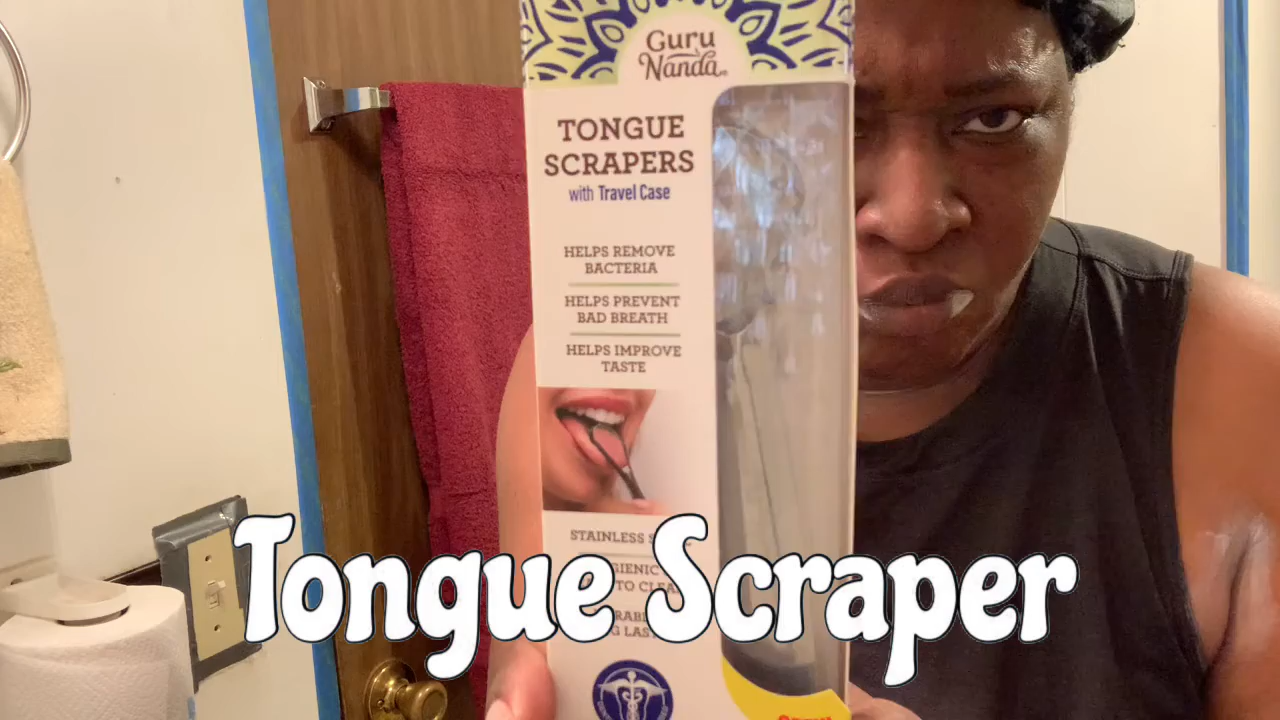 Guru
Nanda
TONGUE
SCRAPERS
with Travel Case
HELPS REMOVE
BACTERIA
HELPS PREVENT
BAD BREATH
HELPS IMPROVE
TASTE
STAINLESS
TO
Tongue Scraper